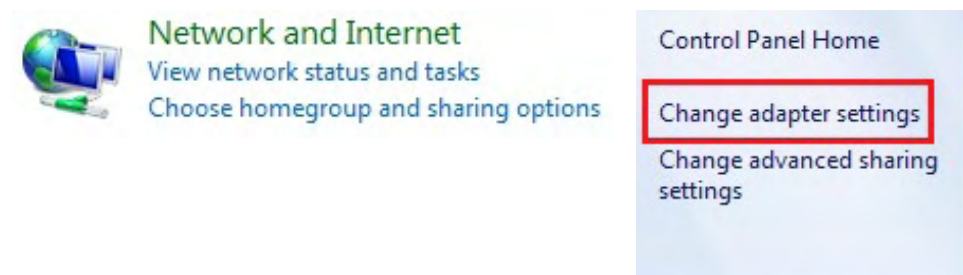 Network and Internet
View network status and tasks
Choose homegroup and sharing options
Control Panel Home
Change adapter settings
Change advanced sharing
settings